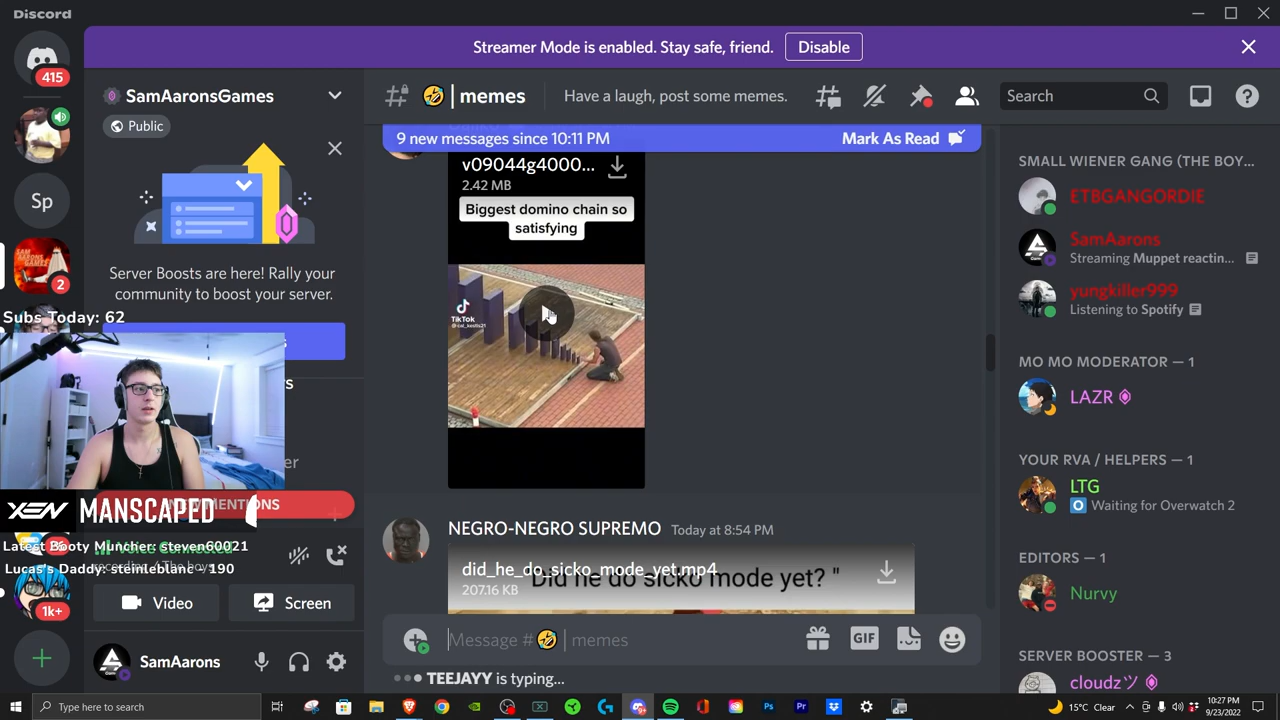 Discord
Streamer Mode is enabled. Stay safe, friend.
Disable
415
Sp
2
1k+
SamAaronsGames
Public
Server Boosts are here! Rally your
community to boost your server.
Subs Today: 62
XEN MANSCAPED
MENTIONS
Latest Booty Muncher: Steven60021
Lucas's Daddy: stemleblanc - 190
Video
Screen
SamAarons
🤣 | memes
Have a laugh, post some memes.
Search
9 new messages since 10:11 PM
Mark As Read
v09044g4000...
2.42 MB
Biggest domino chain so
satisfying
TikTok
@cal_kestis21
NEGRO-NEGRO SUPREMO Today at 8:54 PM
did_he_do_sicko_mode_yet.mp4
207.16 KB
Did he do sicko mode yet? "
Message #🤣 | memes
GIF
TEEJAYY is typing...
SMALL WIENER GANG (THE BOY...
ETBGANGORDIE
SamAarons
Streaming Muppet reactin...
yungkiller999
Listening to Spotify
MO MO MODERATOR — 1
LAZR
YOUR RVA / HELPERS — 1
LTG
Waiting for Overwatch 2
EDITORS — 1
Nurvy
SERVER BOOSTER — 3
cloudzツ
Type here to search
15°C Clear
10:27 PM
9/23/2022